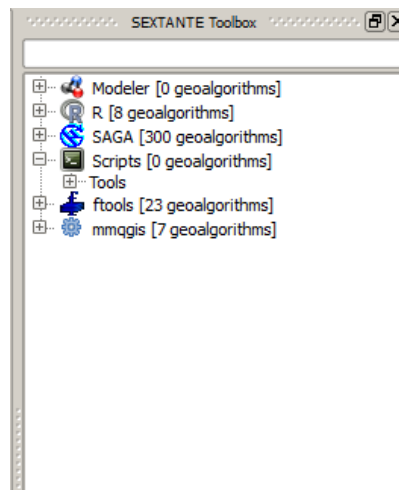 SEXTANTE Toolbox
Modeler [0 geoalgorithms]
R [8 geoalgorithms]
SAGA [300 geoalgorithms]
Scripts [0 geoalgorithms]
Tools
ftools [23 geoalgorithms]
mmqgis [7 geoalgorithms]